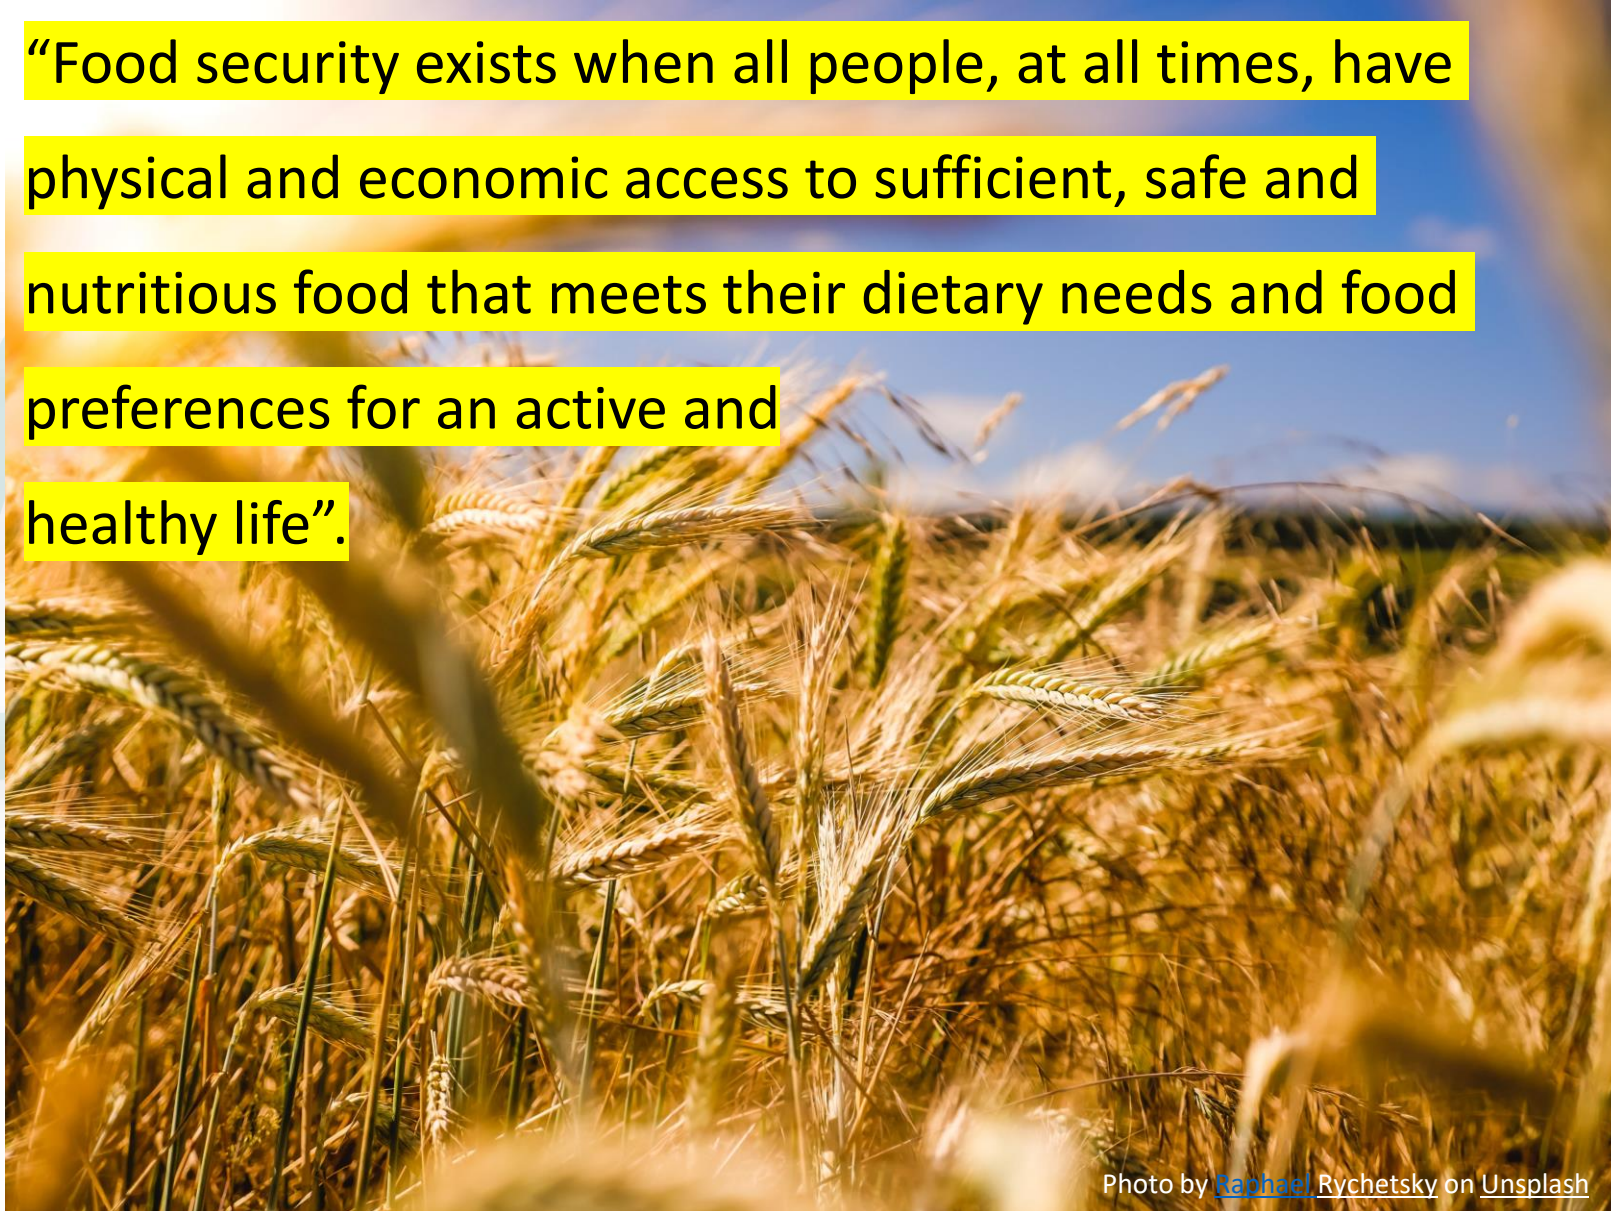 “Food security exists when all people, at all times, have
physical and economic access to sufficient, safe and
nutritious food that meets their dietary needs and food
preferences for an active and
healthy life”.
Photo by Raphael Rychetsky on Unsplash